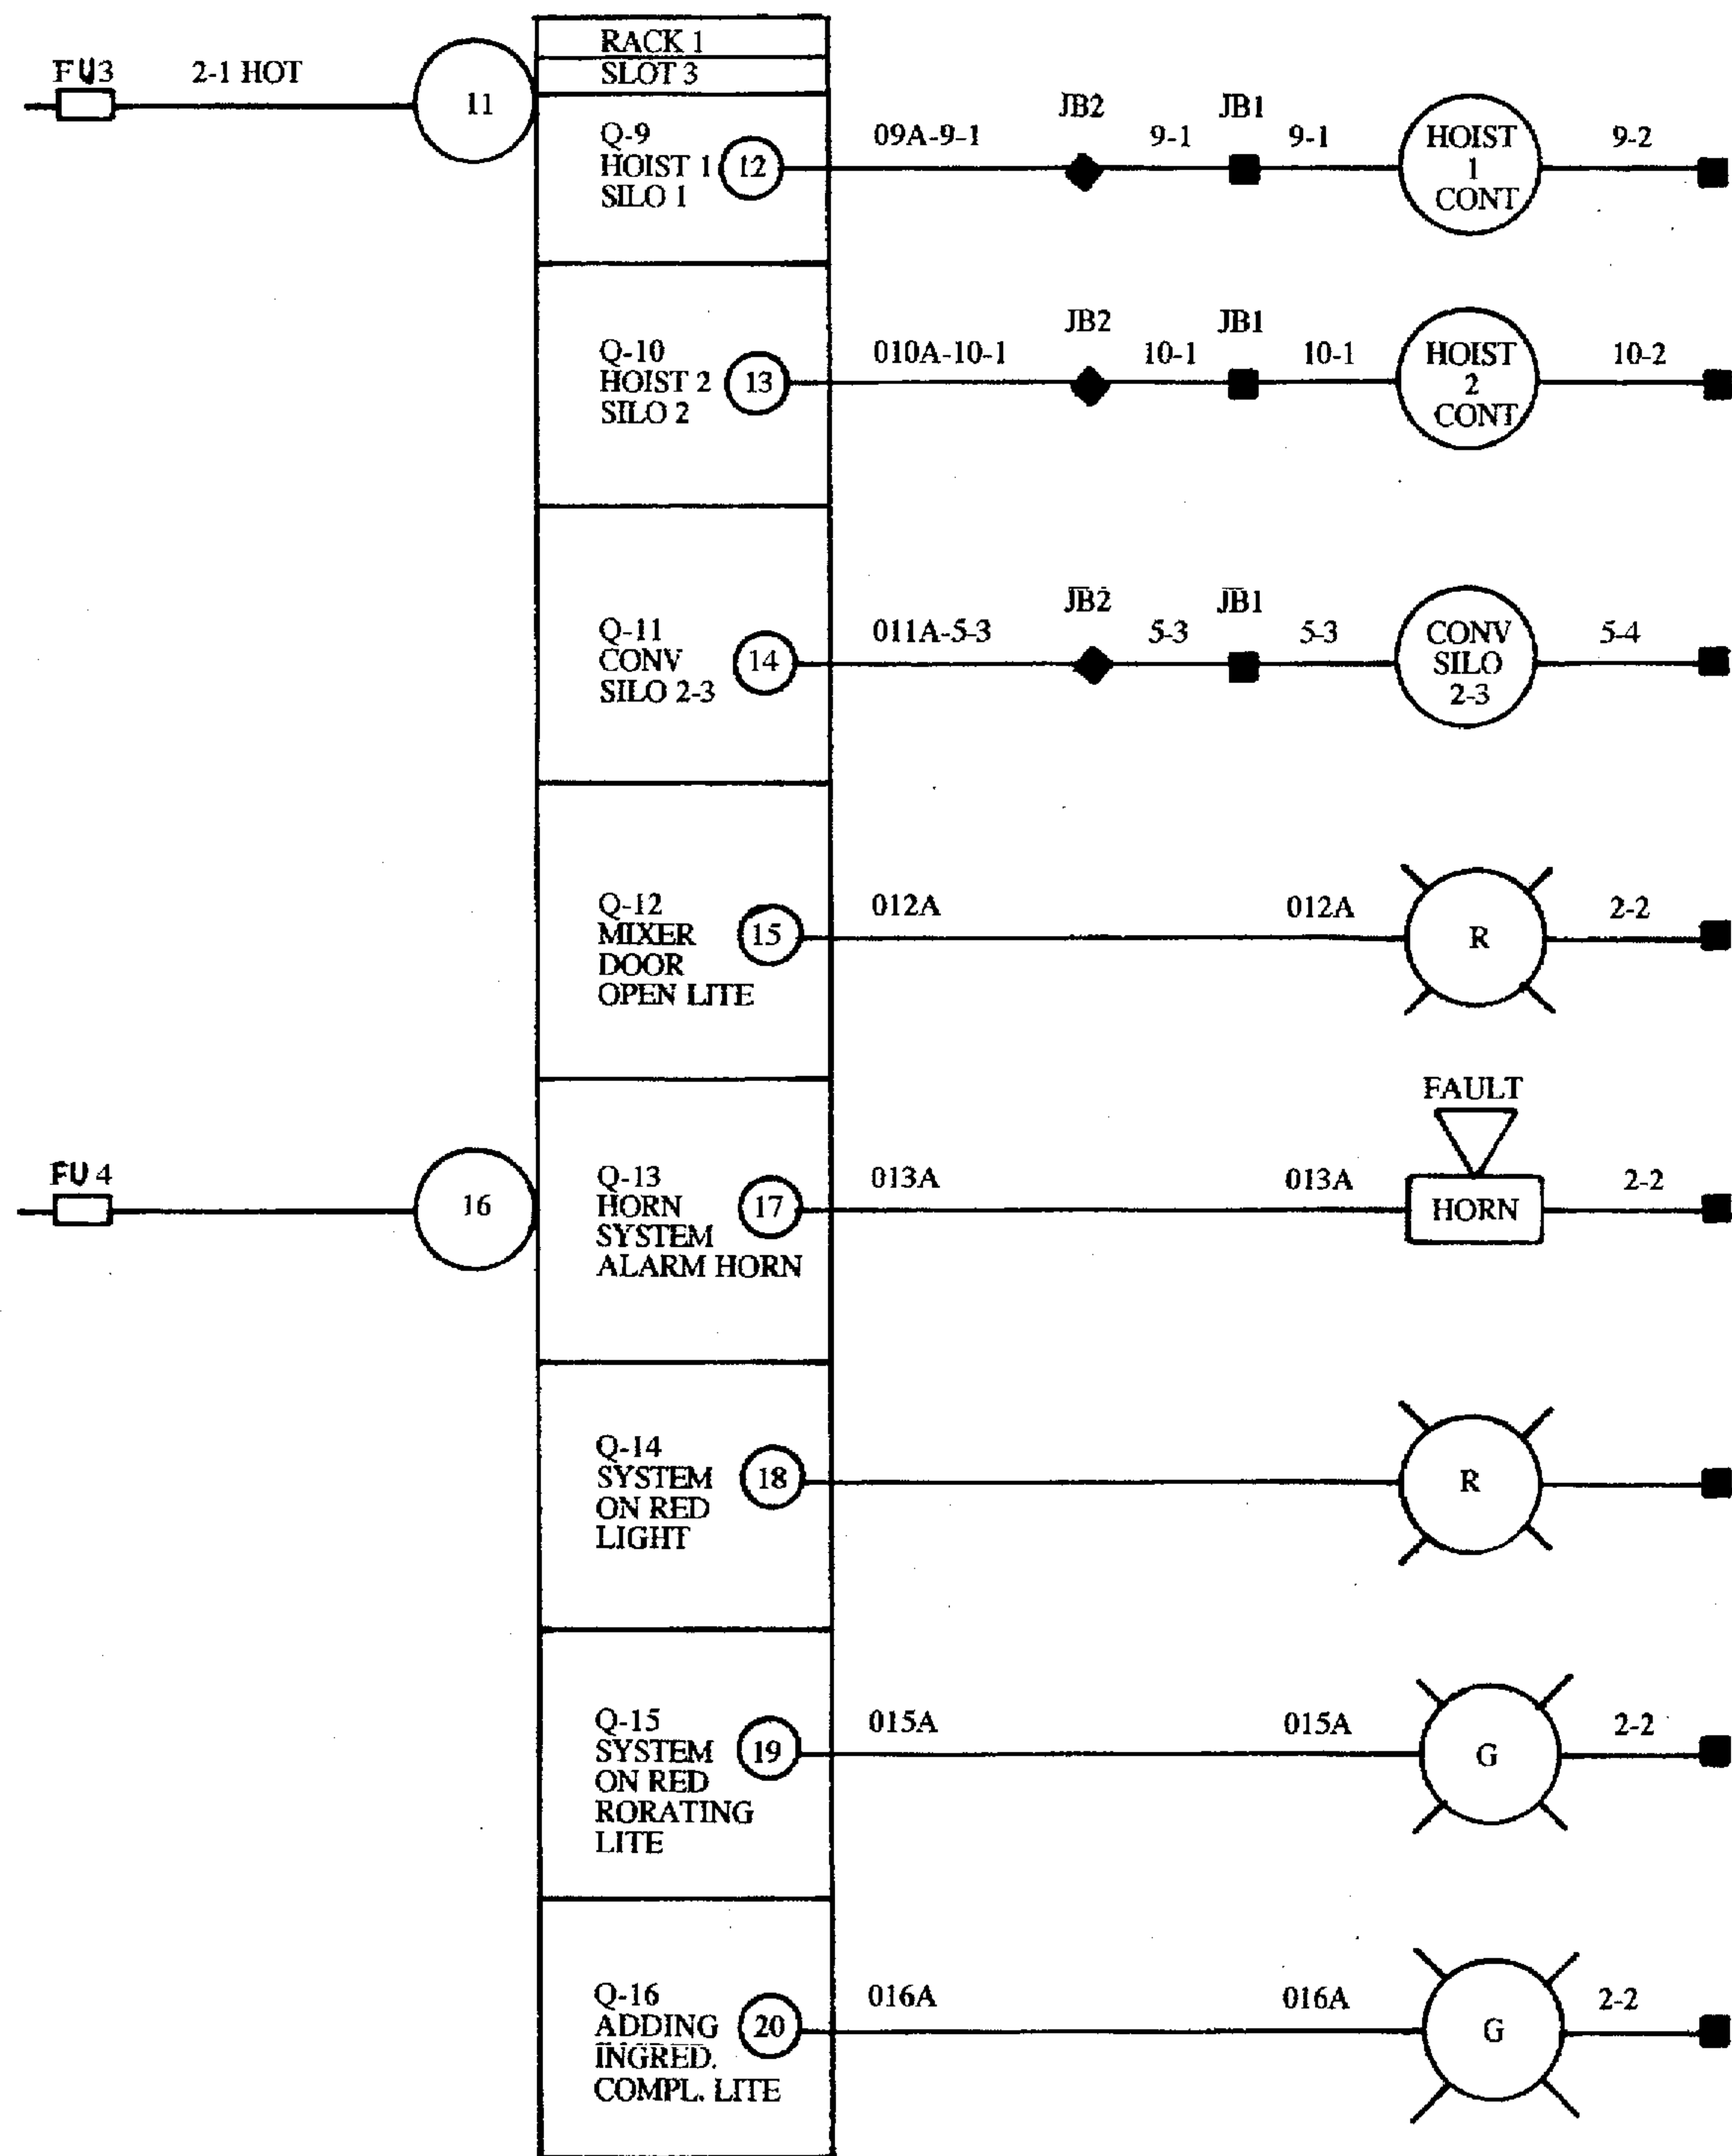 RACK 1
SLOT 3
FU3
2-1 HOT
11
Q-9
HOIST 1
SILO 1
12
09A-9-1
JB2
9-1
JB1
9-1
HOIST
1
CONT
9-2
Q-10
HOIST 2
SILO 2
13
010A-10-1
JB2
10-1
JB1
10-1
HOIST
2
CONT
10-2
Q-11
CONV
SILO 2-3
14
011A-5-3
JB2
5-3
JB1
5-3
CONV
SILO
2-3
5-4
Q-12
MIXER
DOOR
OPEN LITE
15
012A
012A
R
2-2
FU 4
16
Q-13
HORN
SYSTEM
ALARM HORN
17
013A
013A
FAULT
HORN
2-2
Q-14
SYSTEM
ON RED
LIGHT
18
R
Q-15
SYSTEM
ON RED
RORATING
LITE
19
015A
015A
G
2-2
Q-16
ADDING
INGRED.
COMPL. LITE
20
016A
016A
G
2-2